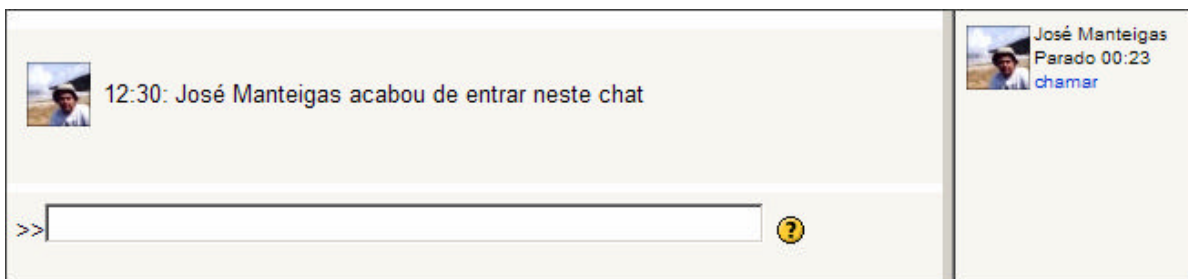 12:30: José Manteigas acabou de entrar neste chat
>>
?
José Manteigas
Parado 00:23
chamar